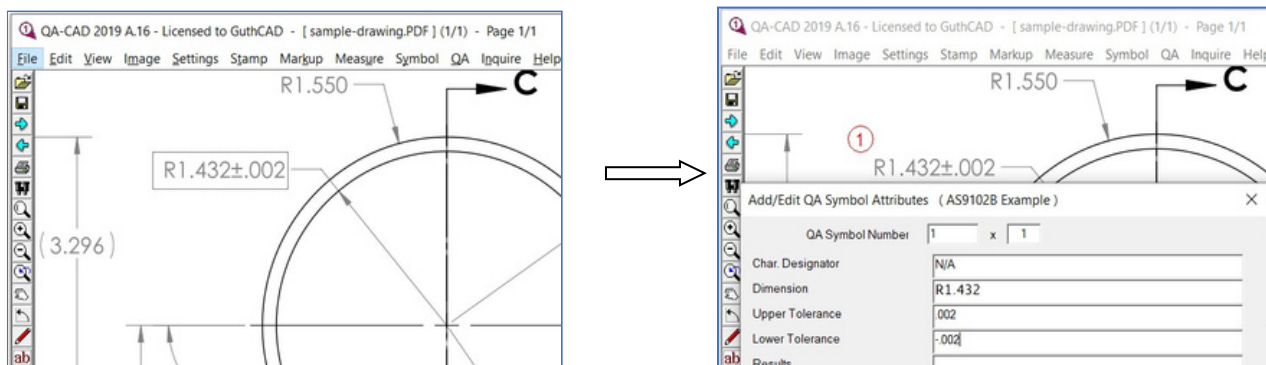 QA-CAD 2019 A.16 - Licensed to GuthCAD - [ sample-drawing.PDF ] (1/1) - Page 1/1
File Edit View Image Settings Stamp Markup Measure Symbol QA Inquire Help
R1.550
C
R1.432±.002
(3.296)
ab
QA-CAD 2019 A.16 - Licensed to GuthCAD - [ sample-drawing.PDF ] (1/1) - Page 1/1
File Edit View Image Settings Stamp Markup Measure Symbol QA Inquire Help
R1.550
C
1
R1.432±.002
Add/Edit QA Symbol Attributes ( AS9102B Example )
QA Symbol Number 1 x 1
Char. Designator N/A
Dimension R1.432
Upper Tolerance .002
Lower Tolerance -.002
Results
ab